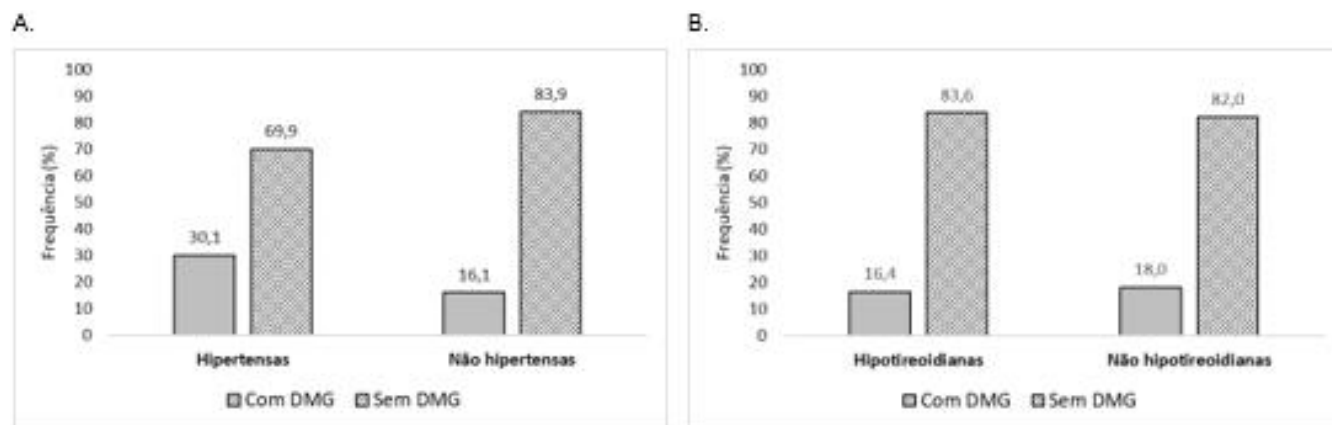 A.
100
90
80
70
60
50
40
30
20
10
0
Frequência (%)
30,1
69,9
16,1
83,9
Hipertensas
Não hipertensas
Com DMG
Sem DMG
B.
100
90
80
70
60
50
40
30
20
10
0
Frequência (%)
16,4
83,6
18,0
82,0
Hipotireoidianas
Não hipotireoidianas
Com DMG
Sem DMG